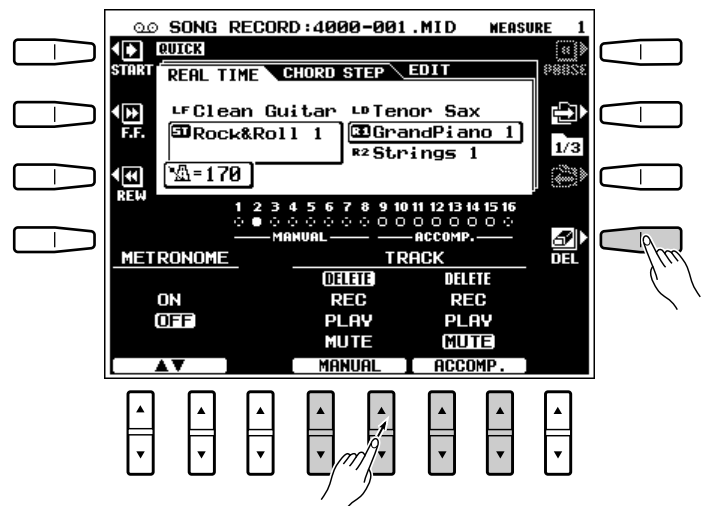 SONG RECORD:4000-001.MID MEASURE 1
QUICK
START
PAUSE
REAL TIME CHORD STEP EDIT
LF Clean Guitar LD Tenor Sax
ST Rock&Roll 1 R1 GrandPiano 1
R2 Strings 1
F.F.
1/3
=170
REW
1 2 3 4 5 6 7 8 9 10 11 12 13 14 15 16
MANUAL ACCOMP.
DEL
METRONOME TRACK
DELETE DELETE
ON REC REC
OFF PLAY PLAY
MUTE MUTE
▲▼ MANUAL ACCOMP.